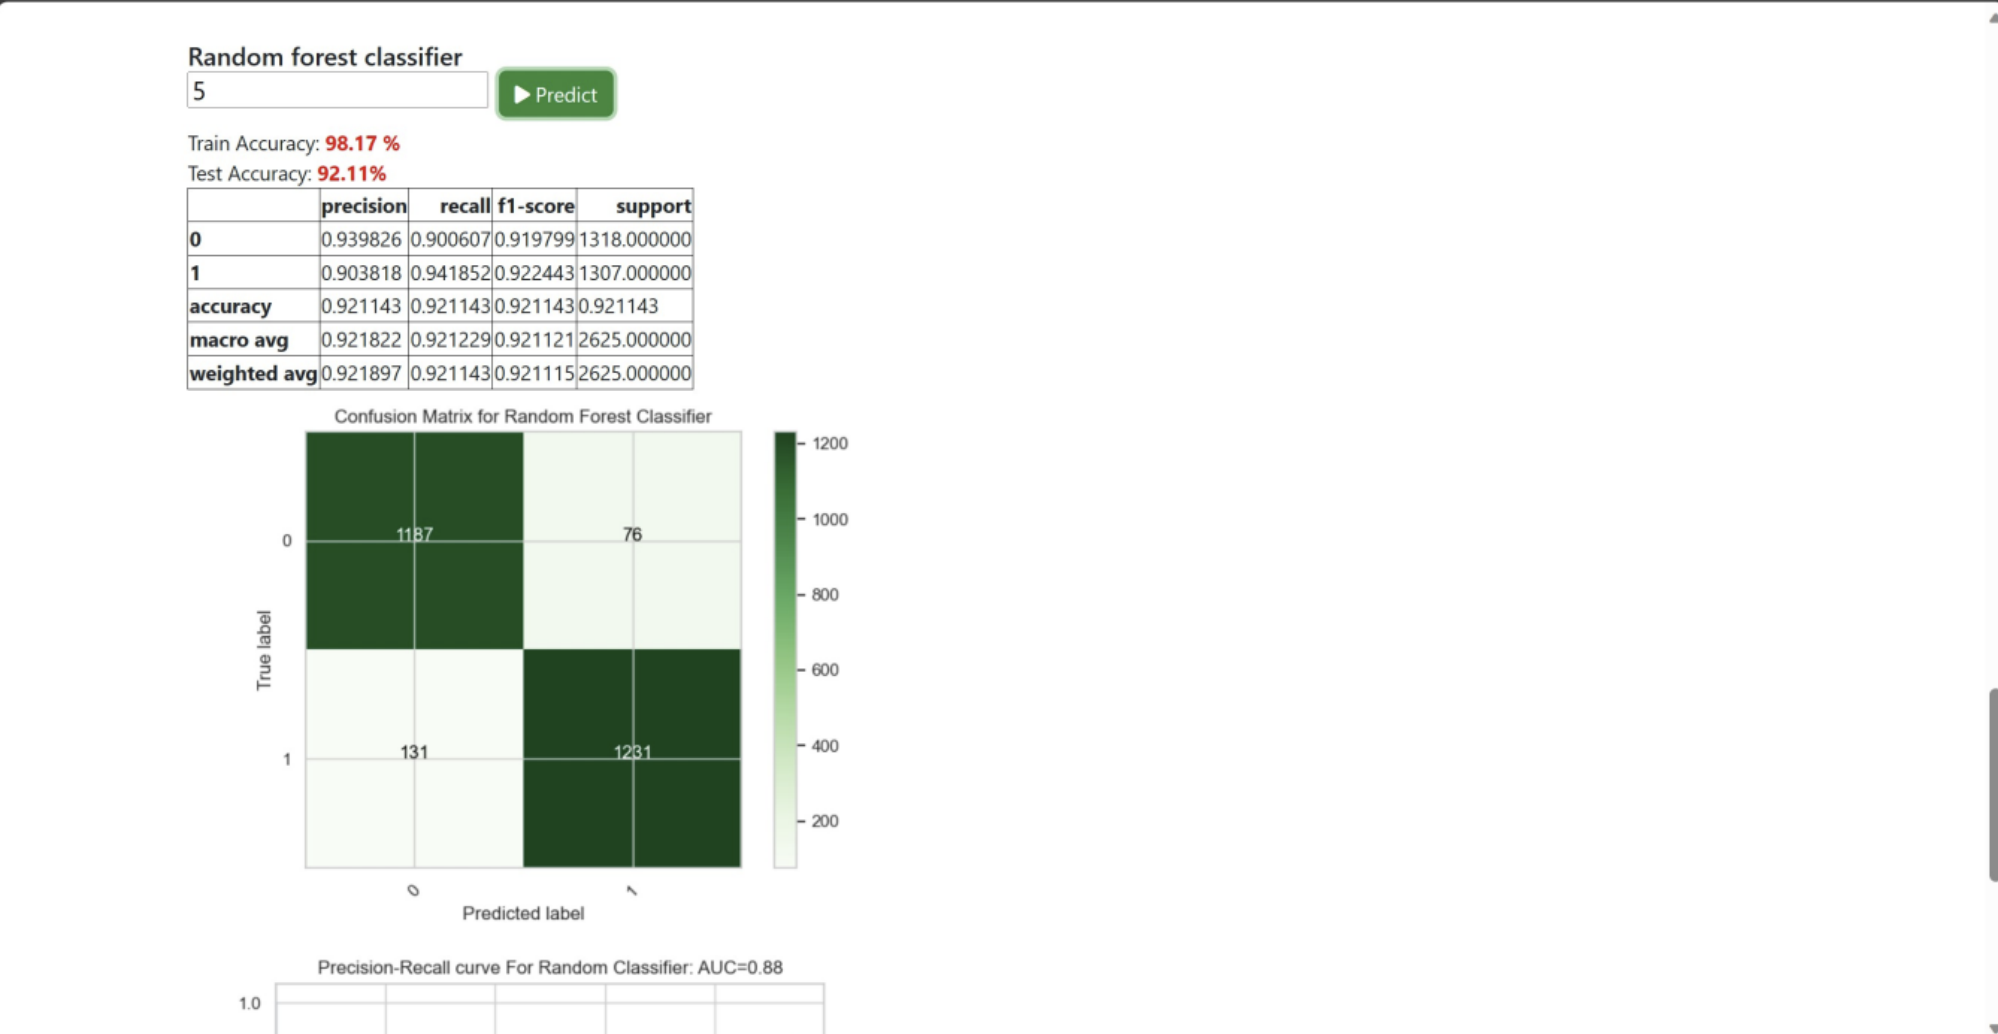 Random forest classifier
5
Predict
Train Accuracy: 98.17 %
Test Accuracy: 92.11%
precision recall f1-score support
0 0.939826 0.900607 0.919799 1318.000000
1 0.903818 0.941852 0.922443 1307.000000
accuracy 0.921143 0.921143 0.921143 0.921143
macro avg 0.921822 0.921229 0.921121 2625.000000
weighted avg 0.921897 0.921143 0.921115 2625.000000
Confusion Matrix for Random Forest Classifier
1200
1000
800
600
400
200
True label
0
1187 76
1
131 1231
0 1
Predicted label
Precision-Recall curve For Random Classifier: AUC=0.88
1.0